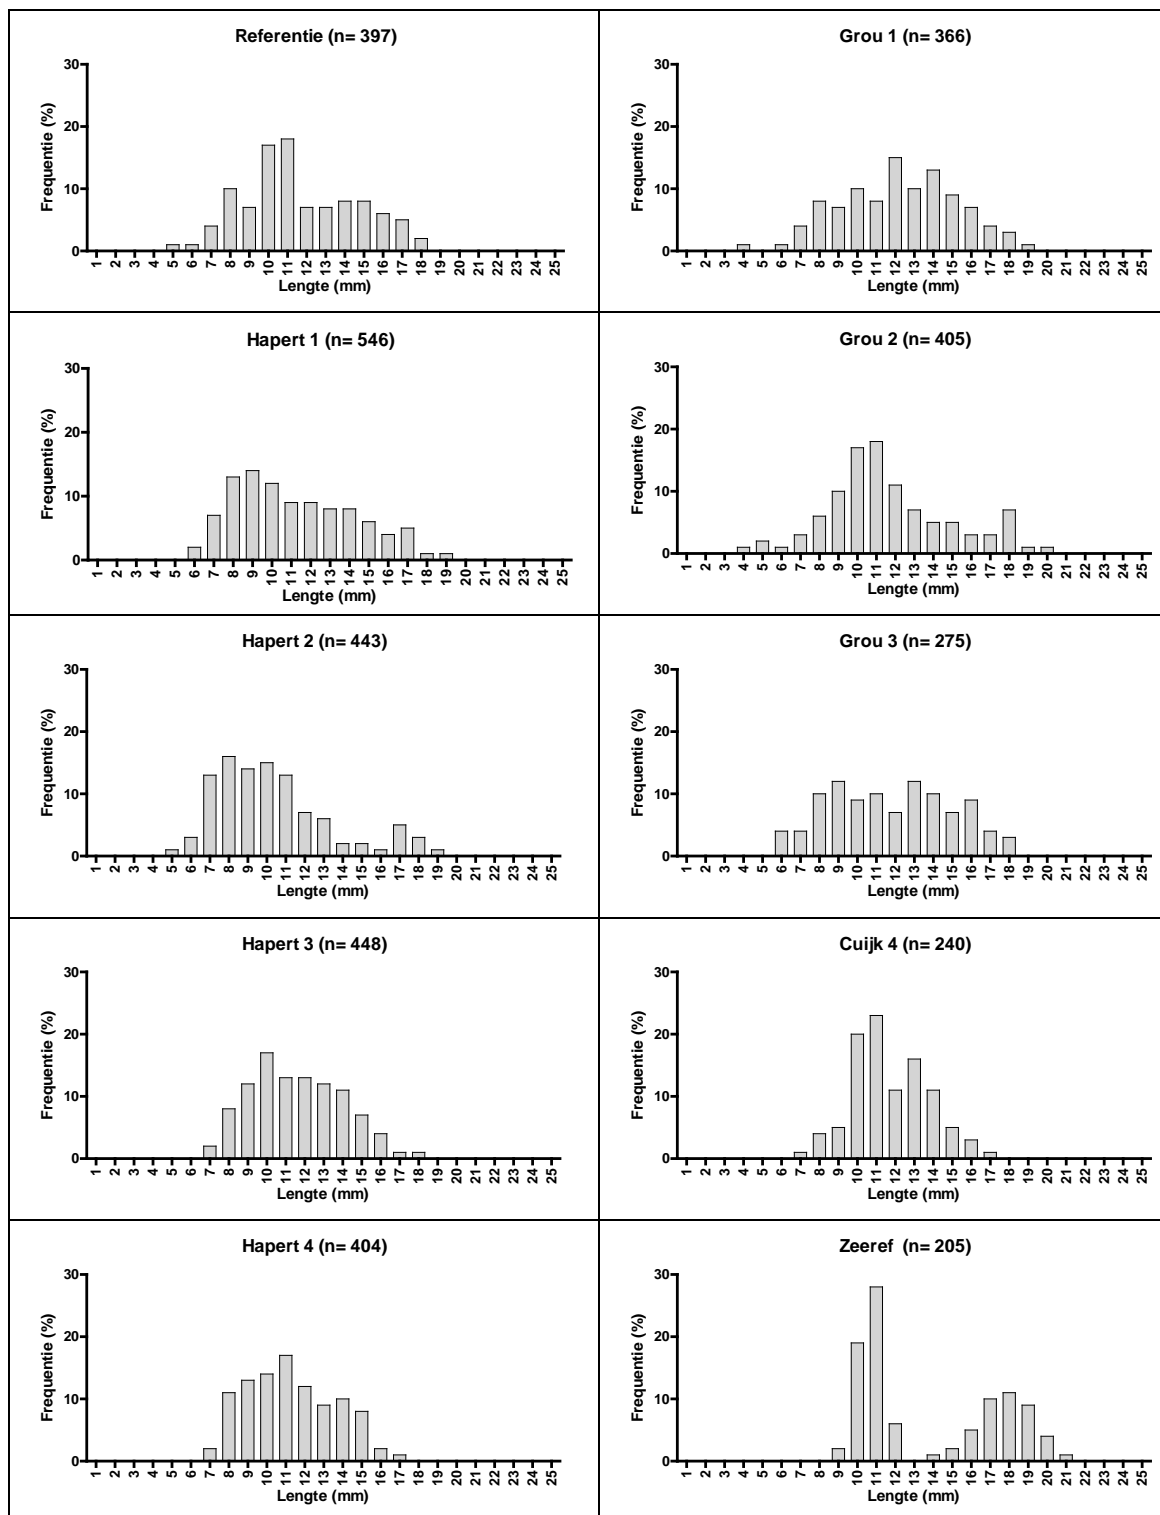 Referentie (n= 397)
30
20
10
0
Frequentie (%)
1 2 3 4 5 6 7 8 9 10 11 12 13 14 15 16 17 18 19 20 21 22 23 24 25
Lengte (mm)
Grou 1 (n= 366)
30
20
10
0
Frequentie (%)
1 2 3 4 5 6 7 8 9 10 11 12 13 14 15 16 17 18 19 20 21 22 23 24 25
Lengte (mm)
Hapert 1 (n= 546)
30
20
10
0
Frequentie (%)
1 2 3 4 5 6 7 8 9 10 11 12 13 14 15 16 17 18 19 20 21 22 23 24 25
Lengte (mm)
Grou 2 (n= 405)
30
20
10
0
Frequentie (%)
1 2 3 4 5 6 7 8 9 10 11 12 13 14 15 16 17 18 19 20 21 22 23 24 25
Lengte (mm)
Hapert 2 (n= 443)
30
20
10
0
Frequentie (%)
1 2 3 4 5 6 7 8 9 10 11 12 13 14 15 16 17 18 19 20 21 22 23 24 25
Lengte (mm)
Grou 3 (n= 275)
30
20
10
0
Frequentie (%)
1 2 3 4 5 6 7 8 9 10 11 12 13 14 15 16 17 18 19 20 21 22 23 24 25
Lengte (mm)
Hapert 3 (n= 448)
30
20
10
0
Frequentie (%)
1 2 3 4 5 6 7 8 9 10 11 12 13 14 15 16 17 18 19 20 21 22 23 24 25
Lengte (mm)
Cuijk 4 (n= 240)
30
20
10
0
Frequentie (%)
1 2 3 4 5 6 7 8 9 10 11 12 13 14 15 16 17 18 19 20 21 22 23 24 25
Lengte (mm)
Hapert 4 (n= 404)
30
20
10
0
Frequentie (%)
1 2 3 4 5 6 7 8 9 10 11 12 13 14 15 16 17 18 19 20 21 22 23 24 25
Lengte (mm)
Zeeref (n= 205)
30
20
10
0
Frequentie (%)
1 2 3 4 5 6 7 8 9 10 11 12 13 14 15 16 17 18 19 20 21 22 23 24 25
Lengte (mm)